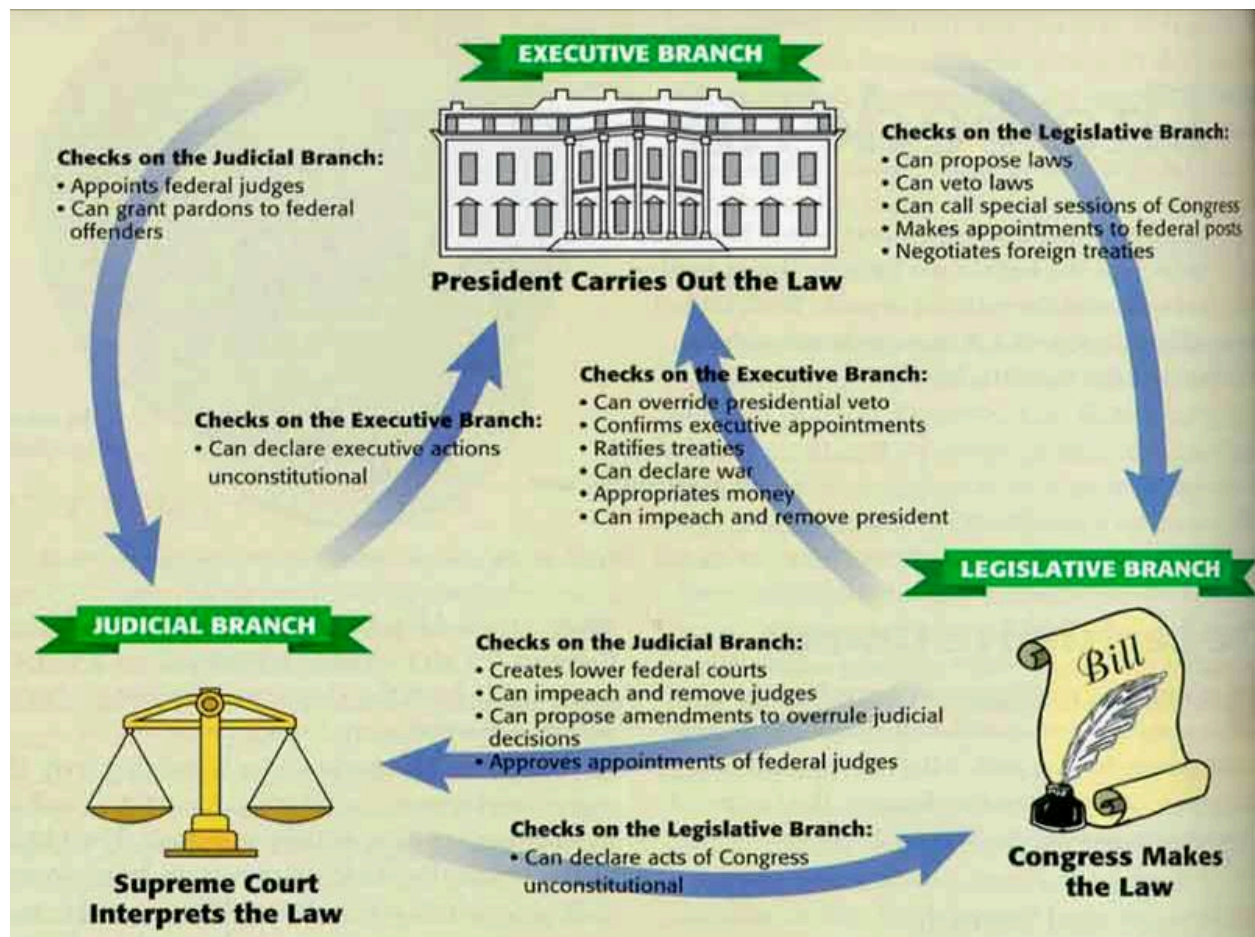 EXECUTIVE BRANCH
Checks on the Judicial Branch:
• Appoints federal judges
• Can grant pardons to federal
offenders
Checks on the Legislative Branch:
• Can propose laws
• Can veto laws
• Can call special sessions of Congress
• Makes appointments to federal posts
• Negotiates foreign treaties
President Carries Out the Law
Checks on the Executive Branch:
• Can declare executive actions
unconstitutional
Checks on the Executive Branch:
• Can override presidential veto
• Confirms executive appointments
• Ratifies treaties
• Can declare war
• Appropriates money
• Can impeach and remove president
LEGISLATIVE BRANCH
JUDICIAL BRANCH
Checks on the Judicial Branch:
• Creates lower federal courts
• Can impeach and remove judges
• Can propose amendments to overrule judicial
decisions
• Approves appointments of federal judges
Bill
Checks on the Legislative Branch:
• Can declare acts of Congress
unconstitutional
Supreme Court
Interprets the Law
Congress Makes
the Law